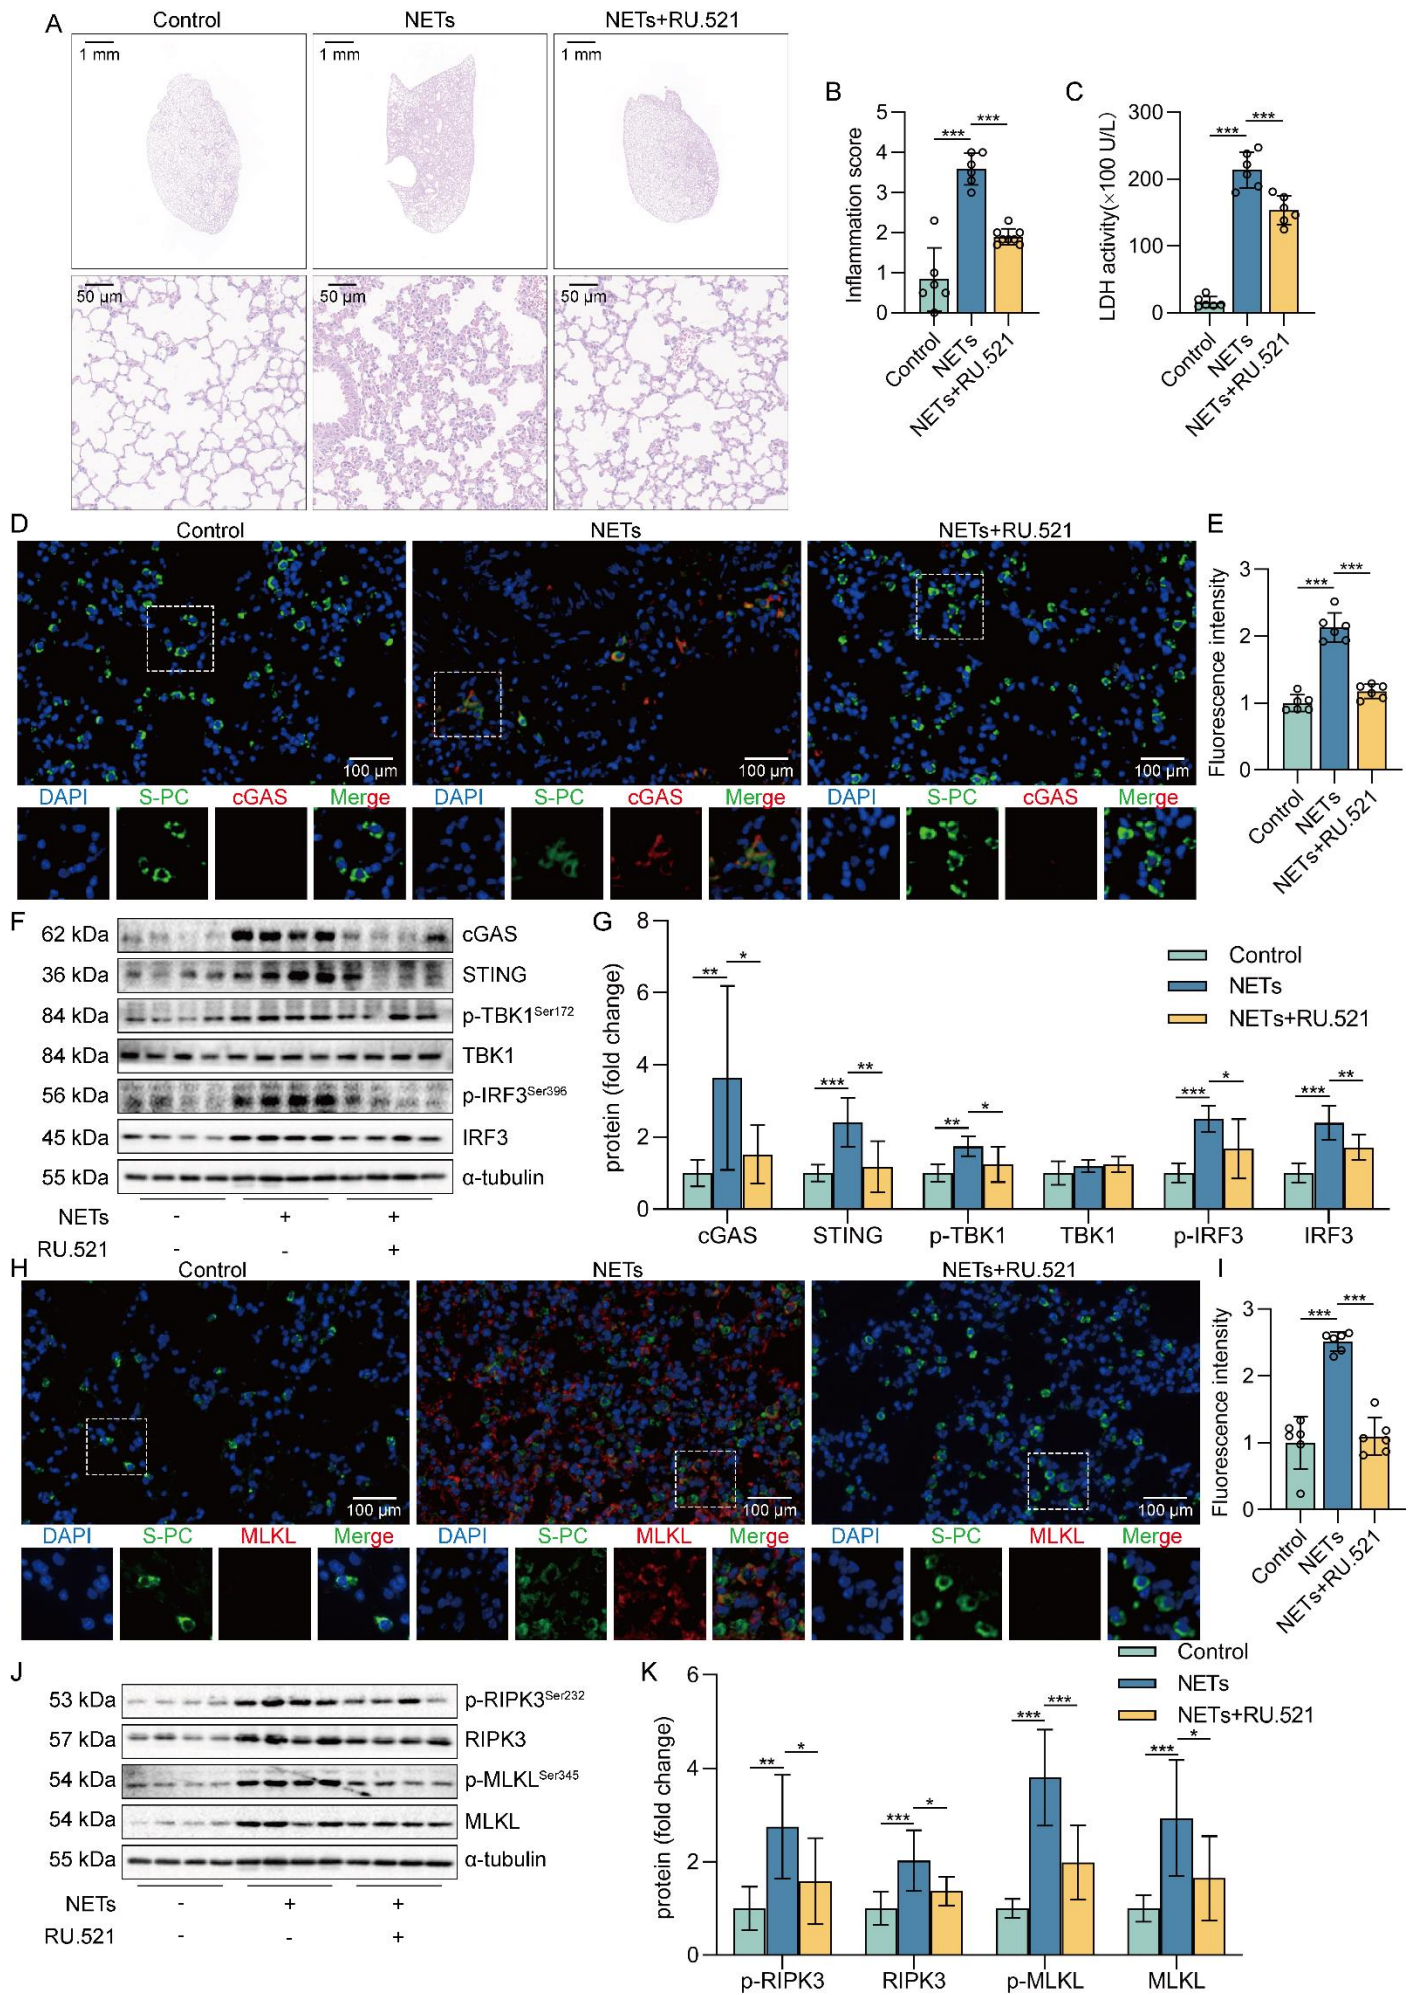 A
Control
NETs
NETs+RU.521
1 mm
1 mm
1 mm
50 μm
50 μm
50 μm
B
Inflammation score
5
4
3
2
1
0
***
***
Control
NETs
NETs+RU.521
C
LDH activity(×100 U/L)
300
200
100
0
***
***
Control
NETs
NETs+RU.521
D
Control
NETs
NETs+RU.521
100 μm
100 μm
100 μm
DAPI S-PC cGAS Merge DAPI S-PC cGAS Merge DAPI S-PC cGAS Merge
E
Fluorescence intensity
3
2
1
0
***
***
Control
NETs
NETs+RU.521
F
62 kDa cGAS
36 kDa STING
84 kDa p-TBK1Ser172
84 kDa TBK1
56 kDa p-IRF3Ser396
45 kDa IRF3
55 kDa α-tubulin
NETs - + +
RU.521 - - +
G
protein (fold change)
8
6
4
2
0
Control
NETs
NETs+RU.521
** *
*** **
** *
*** *
*** **
cGAS STING p-TBK1 TBK1 p-IRF3 IRF3
H
Control
NETs
NETs+RU.521
100 μm
100 μm
100 μm
DAPI S-PC MLKL Merge DAPI S-PC MLKL Merge DAPI S-PC MLKL Merge
I
Fluorescence intensity
3
2
1
0
***
***
Control
NETs
NETs+RU.521
J
53 kDa p-RIPK3Ser232
57 kDa RIPK3
54 kDa p-MLKLSer345
54 kDa MLKL
55 kDa α-tubulin
NETs - + +
RU.521 - - +
K
protein (fold change)
6
4
2
0
Control
NETs
NETs+RU.521
** *
*** *
*** ***
*** *
p-RIPK3 RIPK3 p-MLKL MLKL